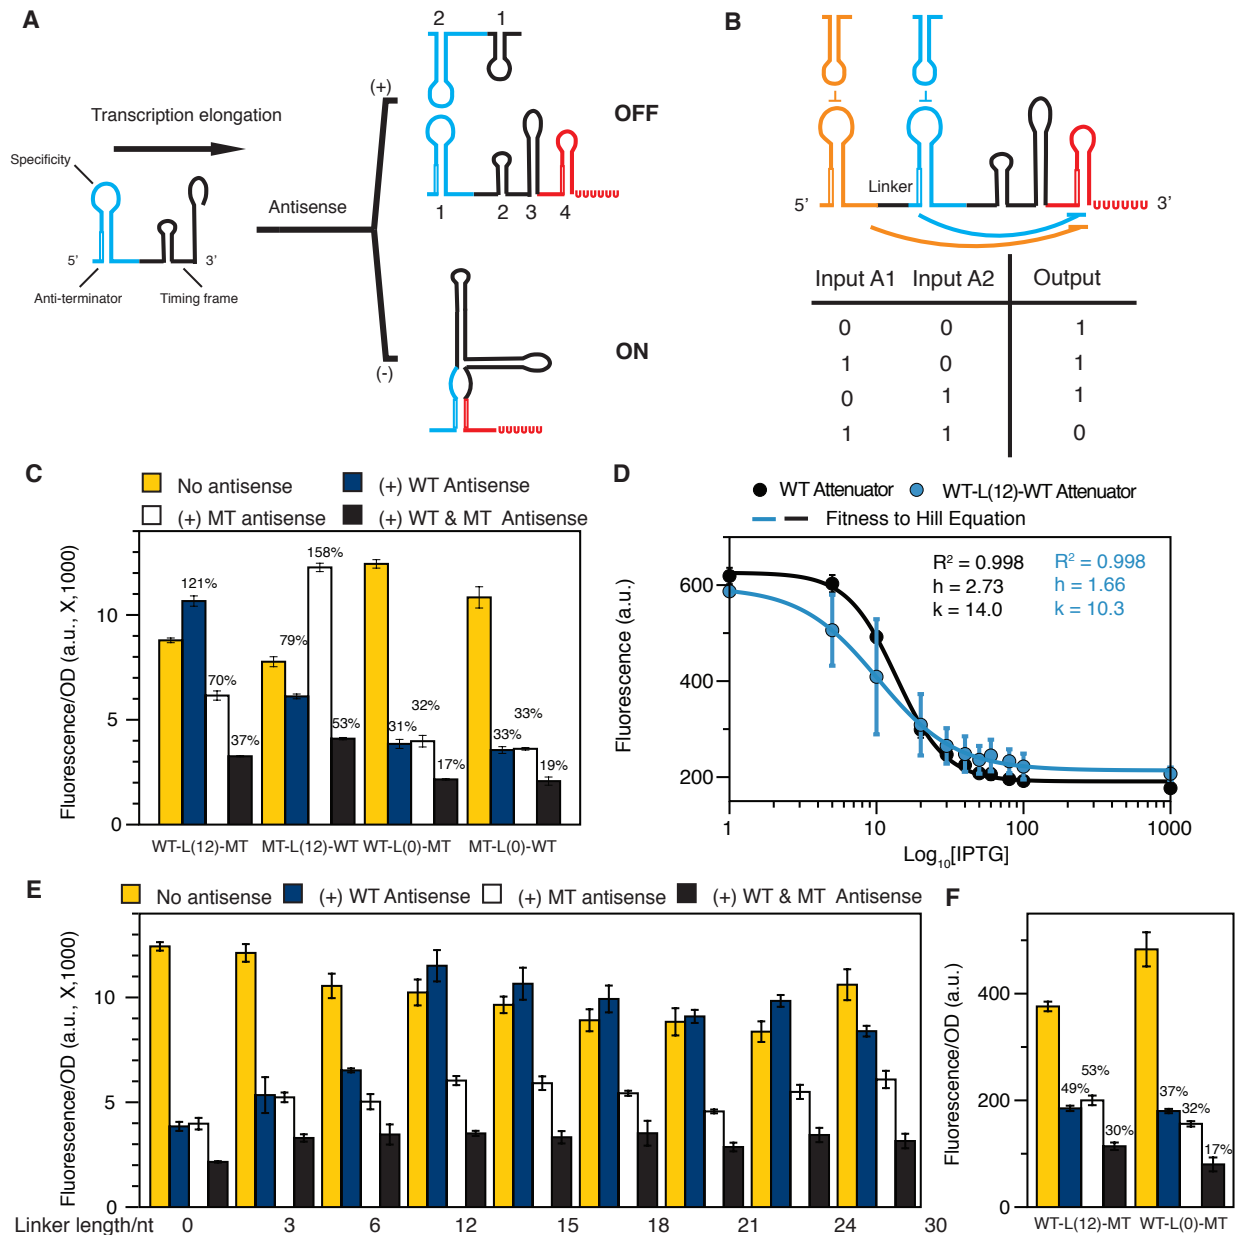 A
Transcription elongation
Specificity
5’
3’
Anti-terminator
Timing frame
Antisense
(+)
(-)
2
1
OFF
1
2
3
4
UUUUUU
ON
UUUUUU
B
Linker
5’
UUUUUUU
3’
Input A1 Input A2 Output
0 0 1
1 0 1
0 1 1
1 1 0
C
No antisense
(+) WT Antisense
(+) MT antisense
(+) WT & MT Antisense
Fluorescence/OD (a.u., X,1000)
10
5
0
121%
70%
37%
79%
158%
53%
31%
32%
17%
33%
33%
19%
WT-L(12)-MT
MT-L(12)-WT
WT-L(0)-MT
MT-L(0)-WT
D
WT Attenuator
WT-L(12)-WT Attenuator
Fitness to Hill Equation
R² = 0.998
h = 2.73
k = 14.0
R² = 0.998
h = 1.66
k = 10.3
Fluorescence (a.u.)
600
400
200
1
10
100
1000
Log₁₀[IPTG]
E
No antisense
(+) WT Antisense
(+) MT antisense
(+) WT & MT Antisense
Fluorescence/OD (a.u., X,1000)
10
5
0
Linker length/nt
0
3
6
12
15
18
21
24
30
F
Fluorescence/OD (a.u.)
400
200
0
49%
53%
30%
37%
32%
17%
WT-L(12)-MT
WT-L(0)-MT